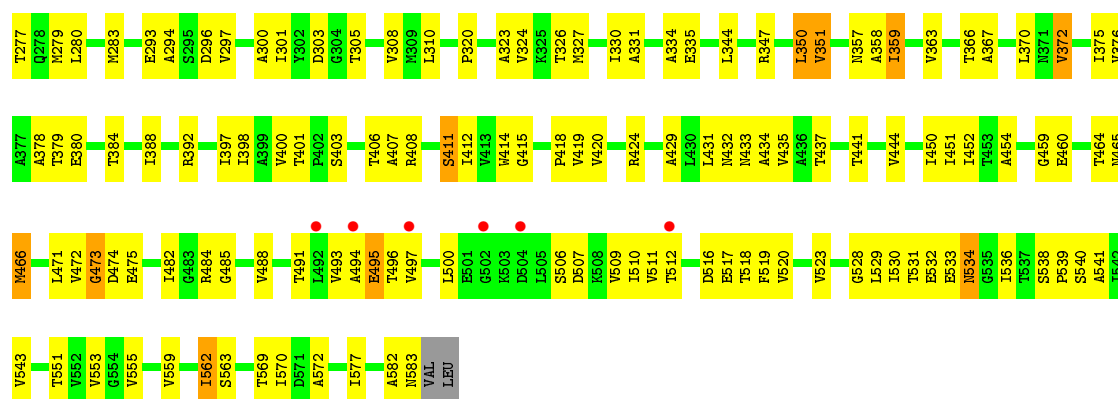 T277 Q278 M279 L280 M283 E293 A294 S295 D296 V297 A300 I301 Y302 D303 G304 T305 V308 M309 L310 P320 A323 V324 K325 T326 M327 I330 A331 A334 E335 L344 R347 L350 V351 N357 A358 I359 V363 T366 A367 L370 N371 V372 I375 V376
A377 A378 T379 E380 T384 I388 R392 I397 I398 A399 V400 T401 P402 S403 T406 A407 R408 S411 I412 V413 W414 G415 P418 V419 V420 R424 A429 L430 L431 N432 N433 A434 V435 A436 T437 T441 V444 I450 I451 I452 T453 A454 G459 E460 T464 N465
M466 L471 V472 G473 D474 E475 I482 G483 R484 G485 V488 T491 L492 V493 A494 E495 T496 V497 L500 E501 G502 K503 D504 L505 S506 D507 K508 V509 I510 V511 T512 D516 E517 T518 F519 V520 V523 G528 L529 I530 T531 E532 E533 N534 G535 I536 T537 S538 P539 S540 A541 I542
V543 T551 V552 V553 G554 V555 V559 I562 S563 T569 I570 D571 A572 I577 A582 N583 VAL LEU